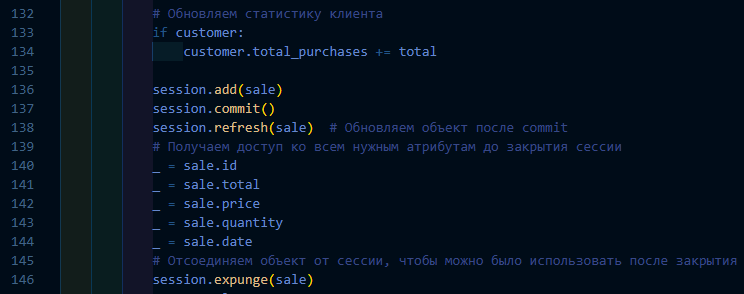 132 # Обновляем статистику клиента
133 if customer:
134 customer.total_purchases += total
135
136 session.add(sale)
137 session.commit()
138 session.refresh(sale)  # Обновляем объект после commit
139 # Получаем доступ ко всем нужным атрибутам до закрытия сессии
140 _ = sale.id
141 _ = sale.total
142 _ = sale.price
143 _ = sale.quantity
144 _ = sale.date
145 # Отсоединяем объект от сессии, чтобы можно было использовать после закрытия
146 session.expunge(sale)